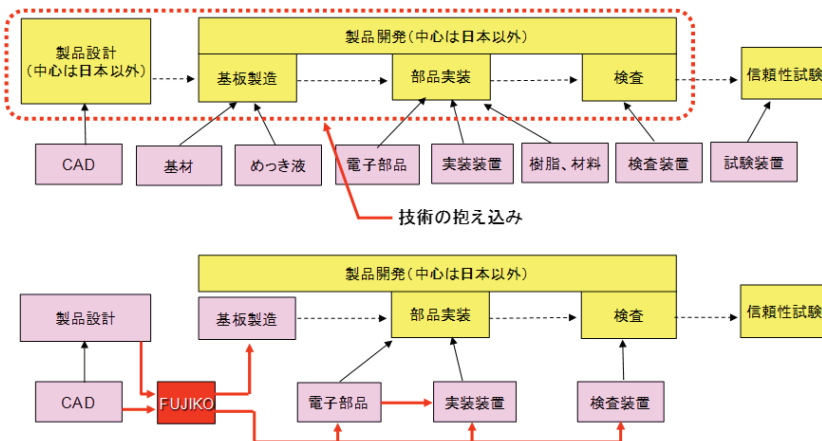 製品開発(中心は日本以外)
製品設計
(中心は日本以外)
基板製造
部品実装
検査
信頼性試験
CAD
基材
めっき液
電子部品
実装装置
樹脂、材料
検査装置
試験装置
技術の抱え込み
製品開発(中心は日本以外)
製品設計
基板製造
部品実装
検査
信頼性試験
CAD
FUJIKO
電子部品
実装装置
検査装置